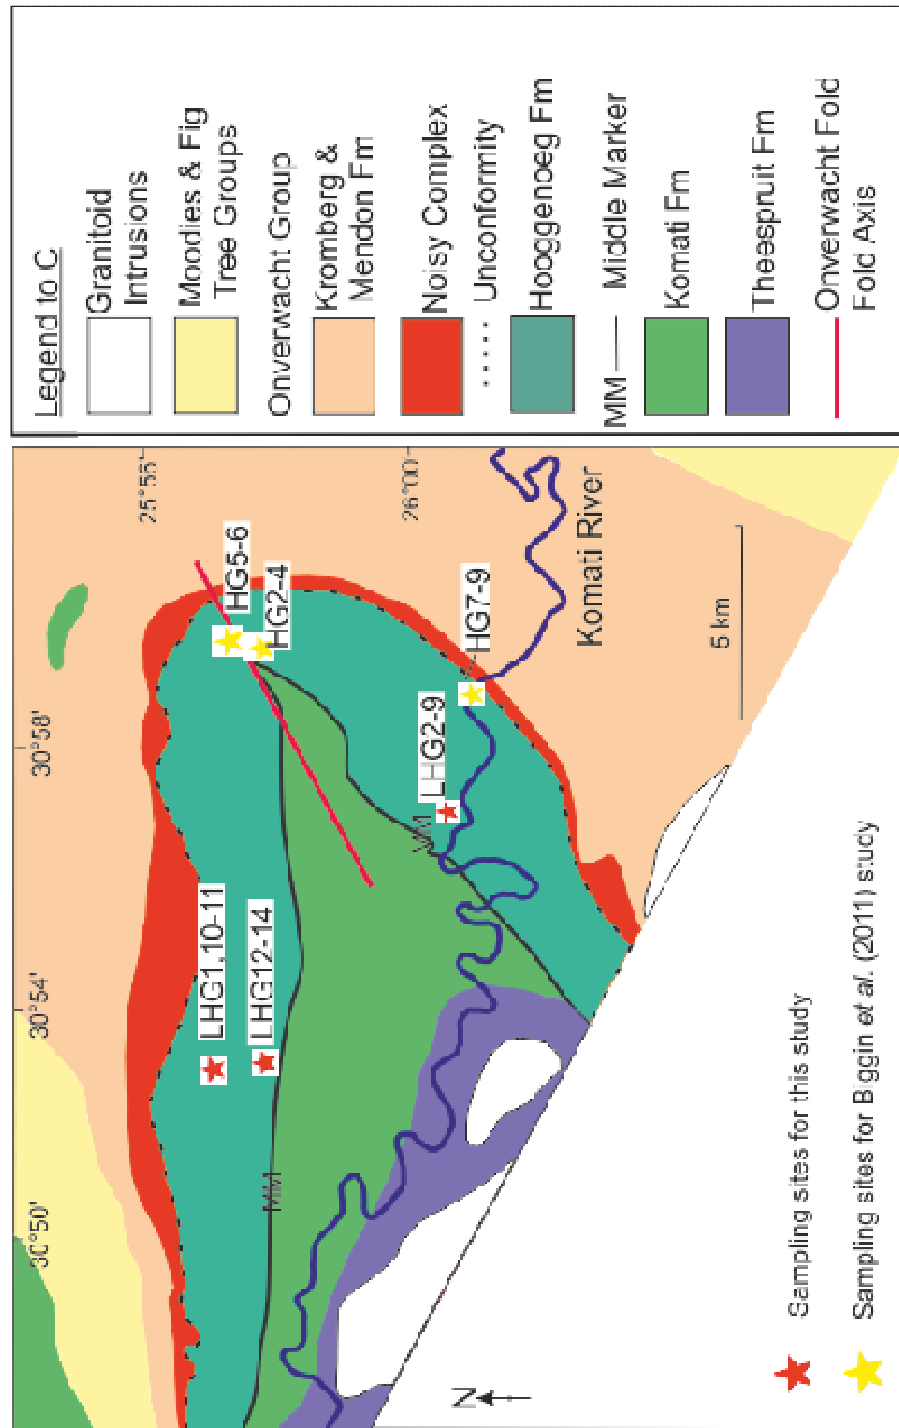 Legend to C
Granitoid
Intrusions
Moodies & Fig
Tree Groups
Onverwacht Group
Kromberg &
Mendon Fm
Noisy Complex
Unconformity
Hooggenoeg Fm
MM Middle Marker
Komati Fm
Theespruit Fm
Onverwacht Fold
Fold Axis
30°50'
30°54'
30°58'
25°55'
26°00'
HG5-6
HG2-4
LHG1,10-11
LHG12-14
MM
MM
LHG2-9
HG7-9
Komati River
5 km
N
Sampling sites for this study
Sampling sites for Biggin et al. (2011) study